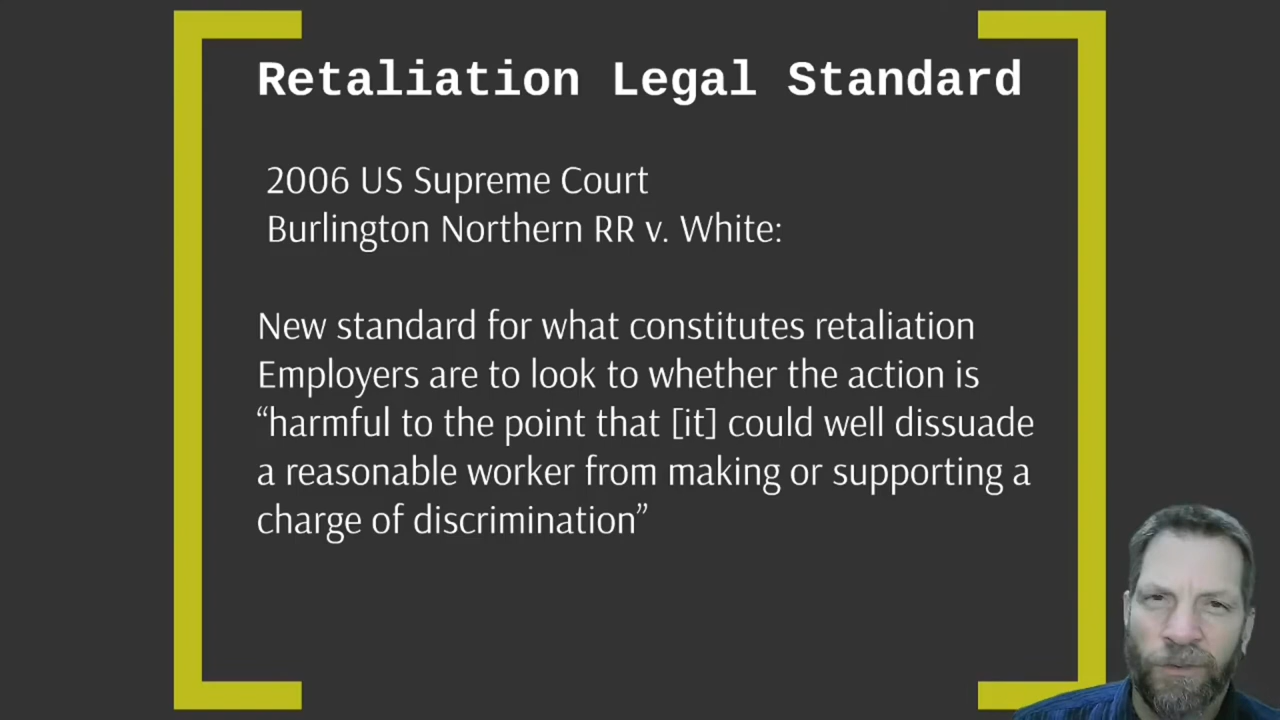 Retaliation Legal Standard
2006 US Supreme Court
Burlington Northern RR v. White:
New standard for what constitutes retaliation
Employers are to look to whether the action is
“harmful to the point that [it] could well dissuade
a reasonable worker from making or supporting a
charge of discrimination”